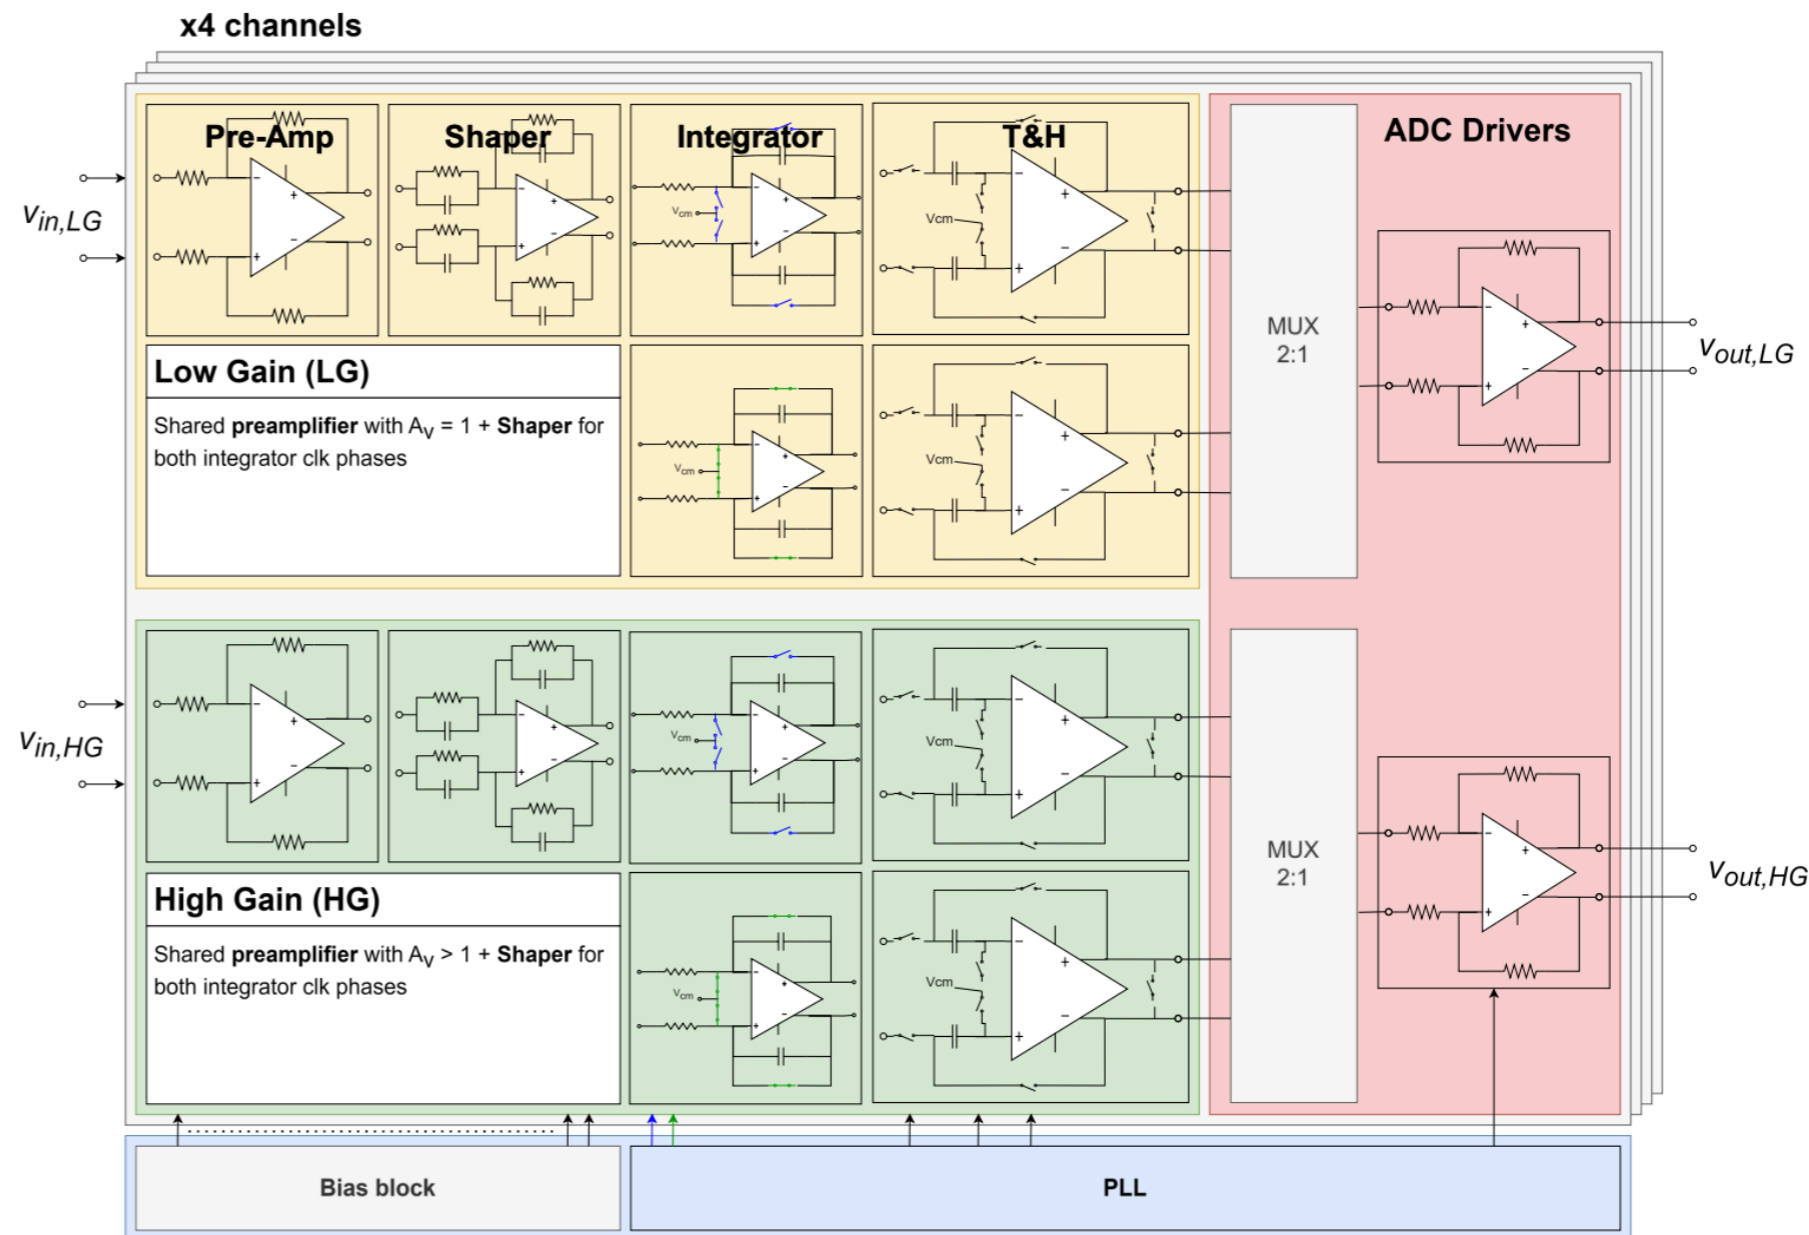 x4 channels
Pre-Amp
Shaper
Integrator
T&H
ADC Drivers
vin,LG
Vcm
Vcm
MUX
2:1
vout,LG
Low Gain (LG)
Shared preamplifier with AV = 1 + Shaper for
both integrator clk phases
Vcm
Vcm
vin,HG
Vcm
Vcm
MUX
2:1
vout,HG
High Gain (HG)
Shared preamplifier with AV > 1 + Shaper for
both integrator clk phases
Vcm
Vcm
Bias block
PLL